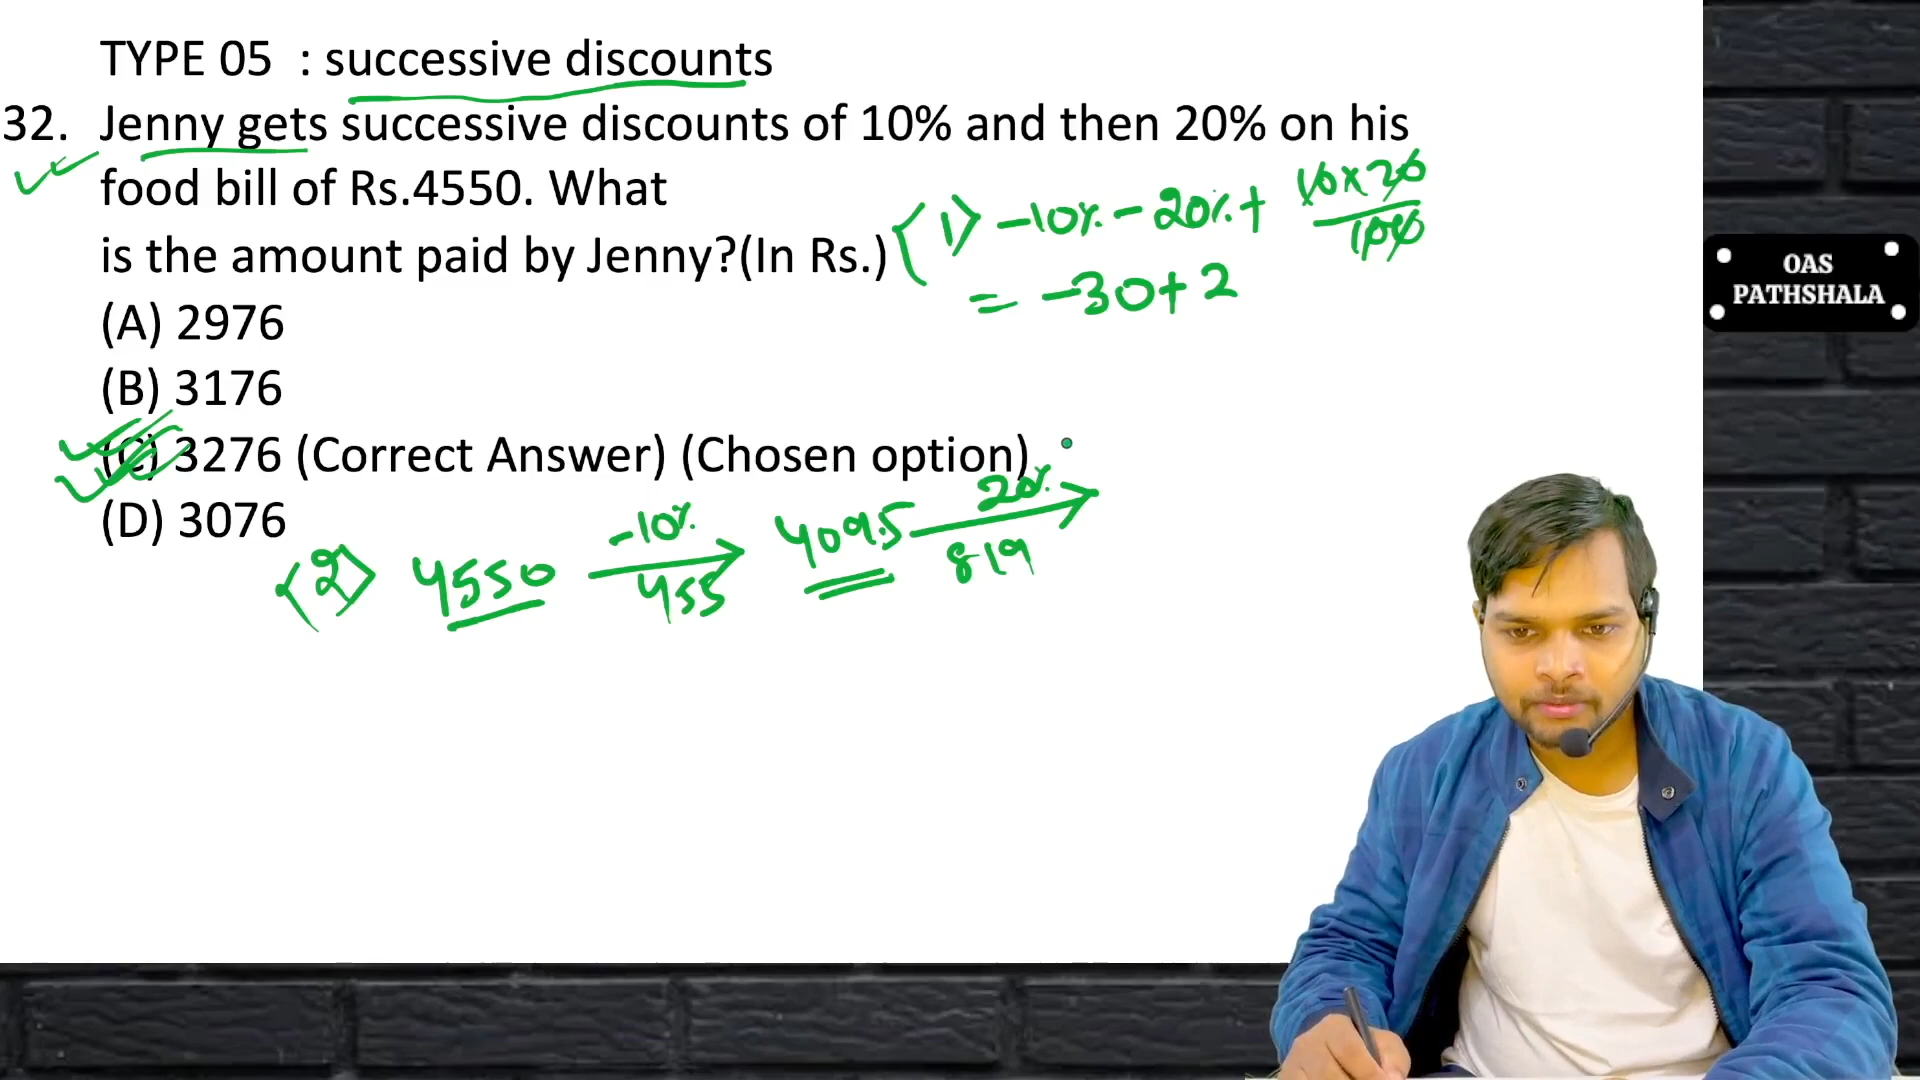 TYPE 05 : successive discounts
32. Jenny gets successive discounts of 10% and then 20% on his
food bill of Rs.4550. What
is the amount paid by Jenny?(In Rs.)
(A) 2976
(B) 3176
(C) 3276 (Correct Answer) (Chosen option)
(D) 3076
⟨1⟩ -10% - 20% + 10×20/100
= -30+2
⟨2⟩ 4550 -10% 455 4095 20% 819
OAS
PATHSHALA